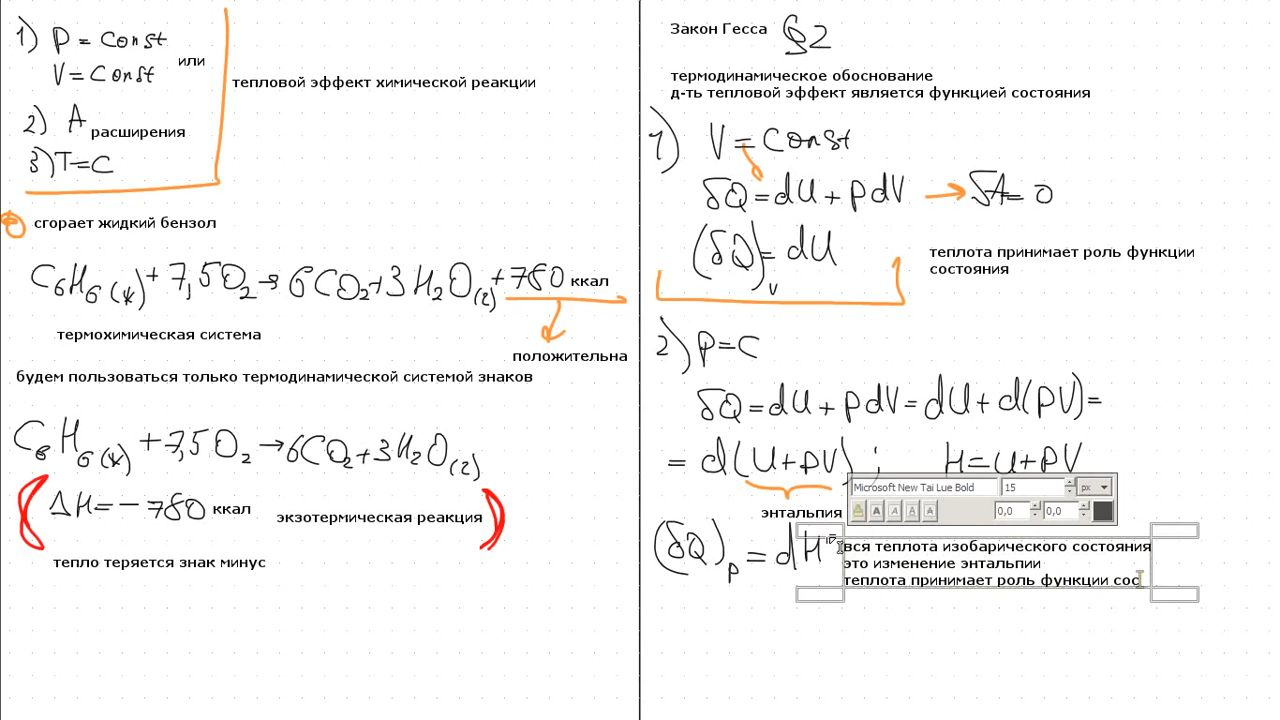 1) P = const
или
V = const
тепловой эффект химической реакции
2) A расширения
3) T = C
сгорает жидкий бензол
C₆H₆(ж) + 7,5O₂ → 6CO₂ + 3H₂O(г) + 780 ккал
термохимическая система
положительна
будем пользоваться только термодинамической системой знаков
C₆H₆(ж) + 7,5O₂ → 6CO₂ + 3H₂O(г)
ΔH = - 780 ккал
экзотермическая реакция
тепло теряется знак минус
Закон Гесса §2
термодинамическое обоснование
д-ть тепловой эффект является функцией состояния
1) V = const
δQ = dU + pdV → δA = 0
(δQ)v = dU
теплота принимает роль функции
состояния
2) P = C
δQ = dU + pdV = dU + d(pV) =
= d(U + pV) ; H = U + pV
Microsoft New Tai Lue Bold 15 px
A A A A 0,0 0,0
энтальпия
(δQ)p = dH
вся теплота изобарического состояния
это изменение энтальпии
теплота принимает роль функции сос